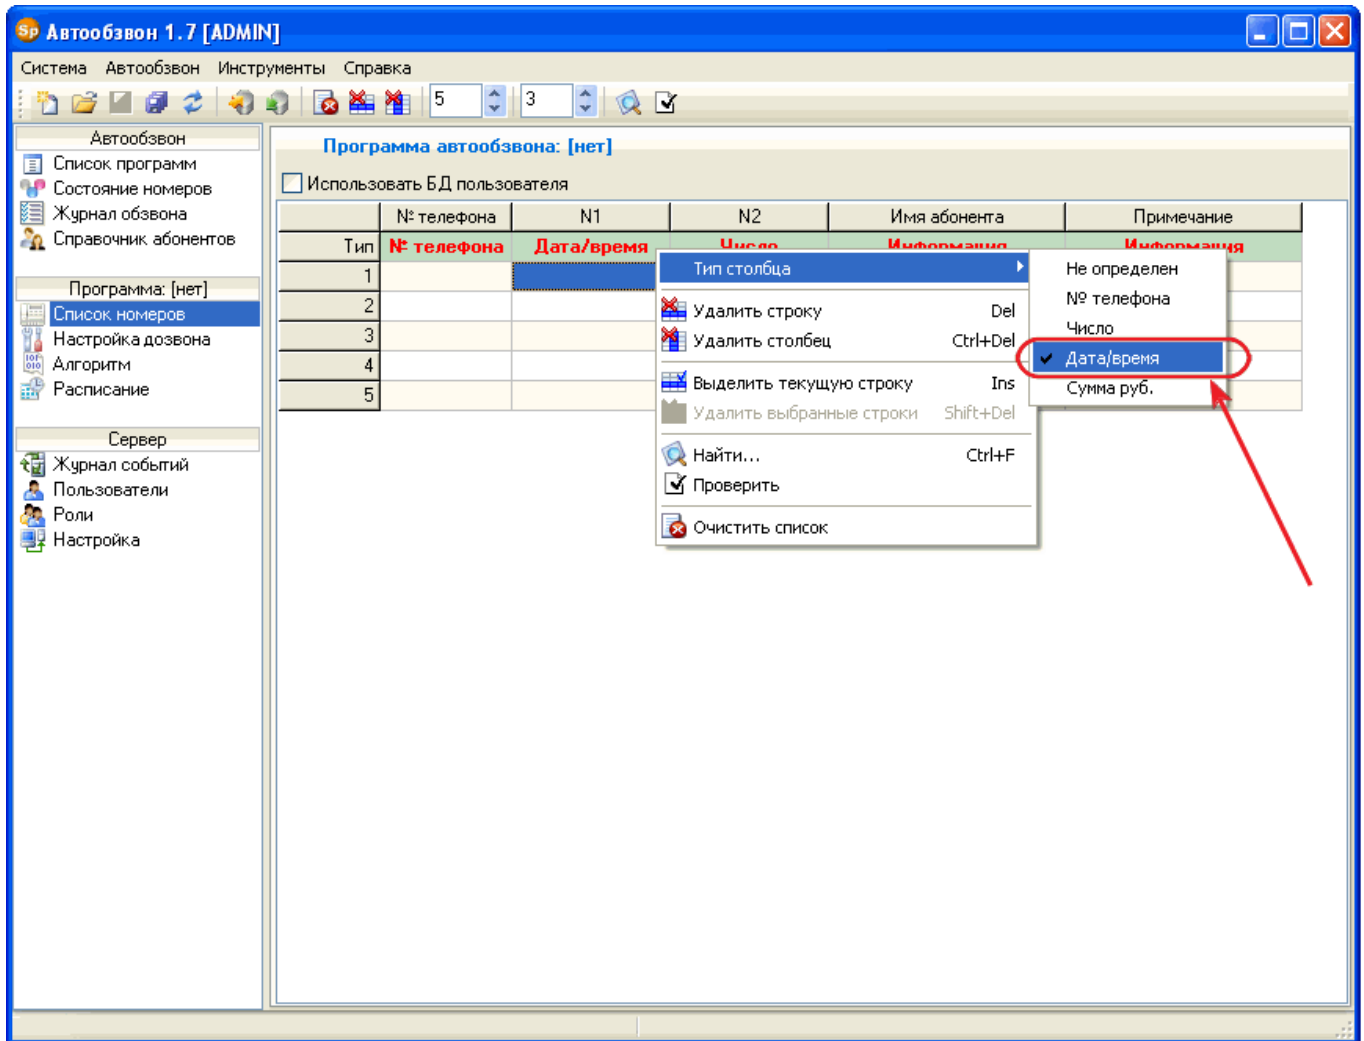 Sp Автообзвон 1.7 [ADMIN]
Система Автообзвон Инструменты Справка
5 3
Автообзвон
Список программ
Состояние номеров
Журнал обзвона
Справочник абонентов
Программа: [нет]
Список номеров
Настройка дозвона
Алгоритм
Расписание
Сервер
Журнал событий
Пользователи
Роли
Настройка
Программа автообзвона: [нет]
Использовать БД пользователя
№ телефона N1 N2 Имя абонента Примечание
Тип № телефона Дата/время Число Информация Информация
1
2
3
4
5
Тип столбца
Удалить строку Del
Удалить столбец Ctrl+Del
Выделить текущую строку Ins
Удалить выбранные строки Shift+Del
Найти... Ctrl+F
Проверить
Очистить список
Не определен
№ телефона
Число
Дата/время
Сумма руб.